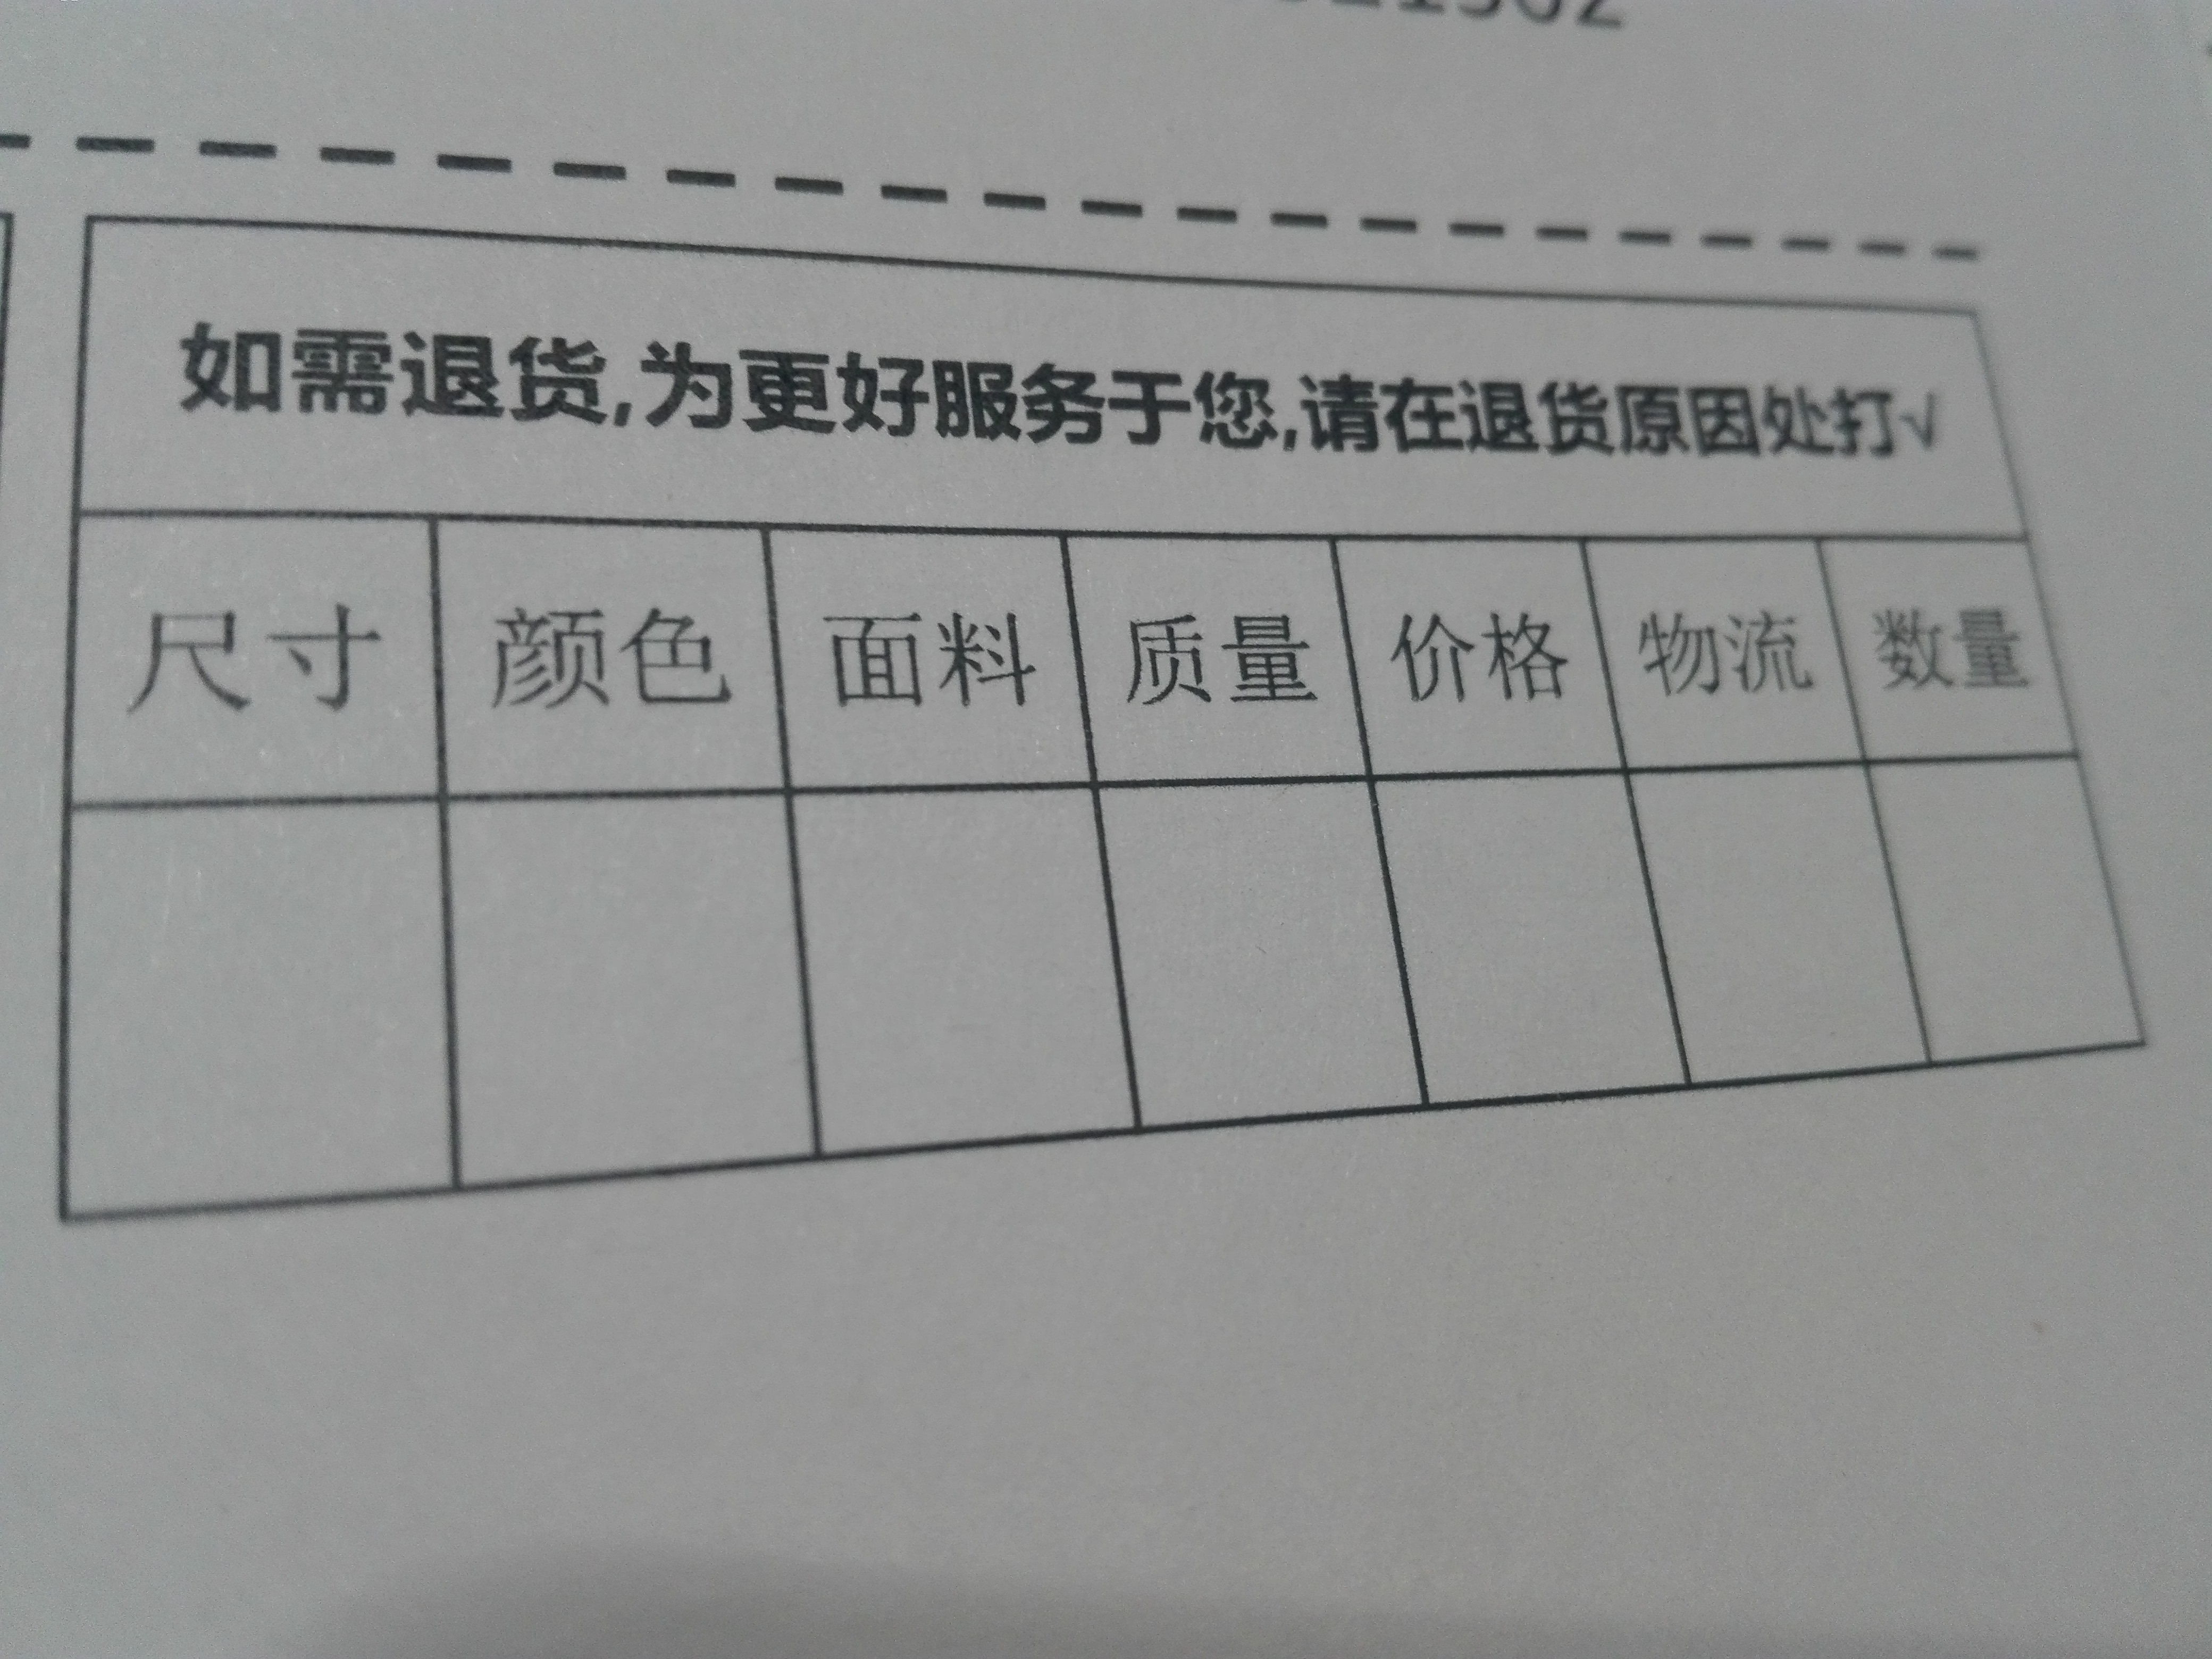 如需退货,为更好服务于您,请在退货原因处打√
尺寸 颜色 面料 质量 价格 物流 数量